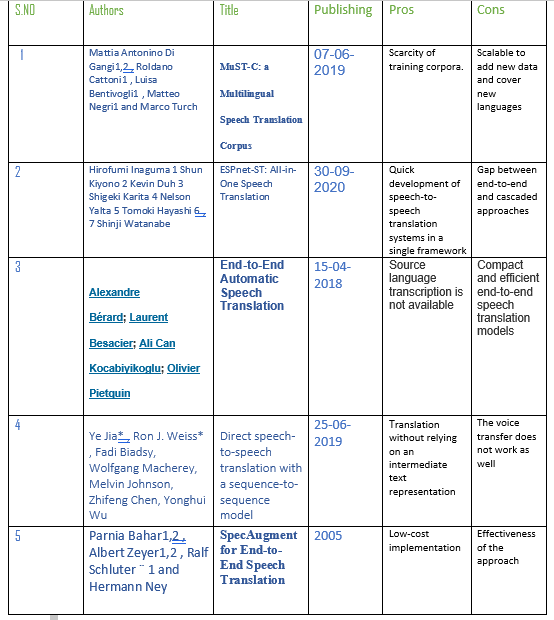 S.NO Authors Title Publishing Pros Cons
1
Mattia Antonino Di
Gangi1,2 , Roldano
Cattoni1 , Luisa
Bentivogli1 , Matteo
Negri1 and Marco Turch
MuST-C: a
Multilingual
Speech Translation
Corpus
07-06-
2019
Scarcity of
training corpora.
Scalable to
add new data
and cover
new
languages
2
Hirofumi Inaguma 1 Shun
Kiyono 2 Kevin Duh 3
Shigeki Karita 4 Nelson
Yalta 5 Tomoki Hayashi 6 ,
7 Shinji Watanabe
ESPnet-ST: All-in-
One Speech
Translation
30-09-
2020
Quick
development of
speech-to-
speech
translation
systems in a
single framework
Gap between
end-to-end
and cascaded
approaches
3
Alexandre
Bérard; Laurent
Besacier; Ali Can
Kocabiyikoglu; Olivier
Pietquin
End-to-End
Automatic
Speech
Translation
15-04-
2018
Source
language
transcription is
not available
Compact
and efficient
end-to-end
speech
translation
models
4
Ye Jia* , Ron J. Weiss*
, Fadi Biadsy,
Wolfgang Macherey,
Melvin Johnson,
Zhifeng Chen, Yonghui
Wu
Direct speech-
to-speech
translation with
a sequence-to-
sequence
model
25-06-
2019
Translation
without relying
on an
intermediate
text
representation
The voice
transfer does
not work as
well
5
Parnia Bahar1,2 ,
Albert Zeyer1,2 , Ralf
Schluter ¨ 1 and
Hermann Ney
SpecAugment
for End-to-
End Speech
Translation
2005
Low-cost
implementation
Effectiveness
of the
approach